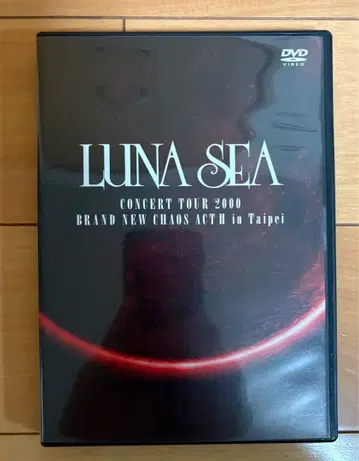 DVD
VIDEO
LUNA SEA
CONCERT TOUR 2000
BRAND NEW CHAOS ACT II in Taipei